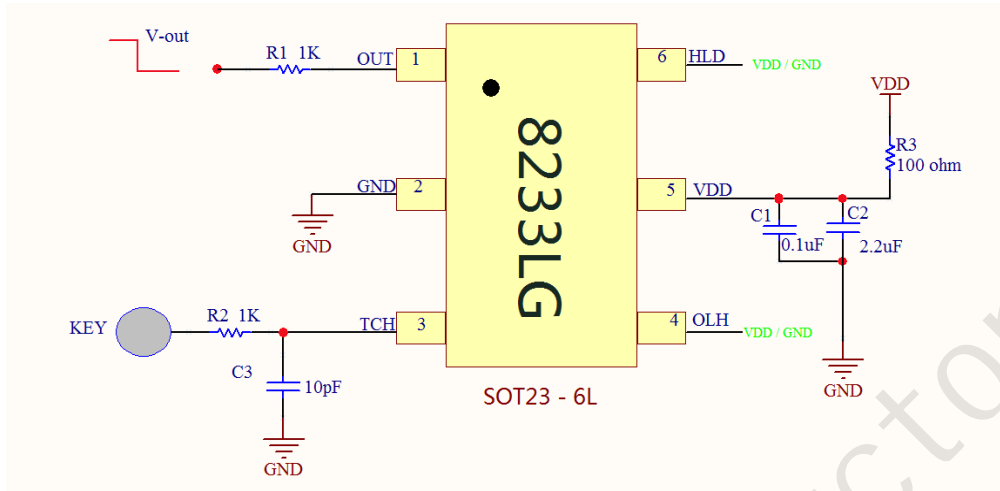 V-out
R1 1K
OUT
1
6
HLD
VDD / GND
VDD
R3
100 ohm
8233LG
GND
2
5
VDD
C1
0.1uF
C2
2.2uF
GND
KEY
R2 1K
TCH
3
4
OLH
VDD / GND
C3
10pF
GND
GND
SOT23 - 6L